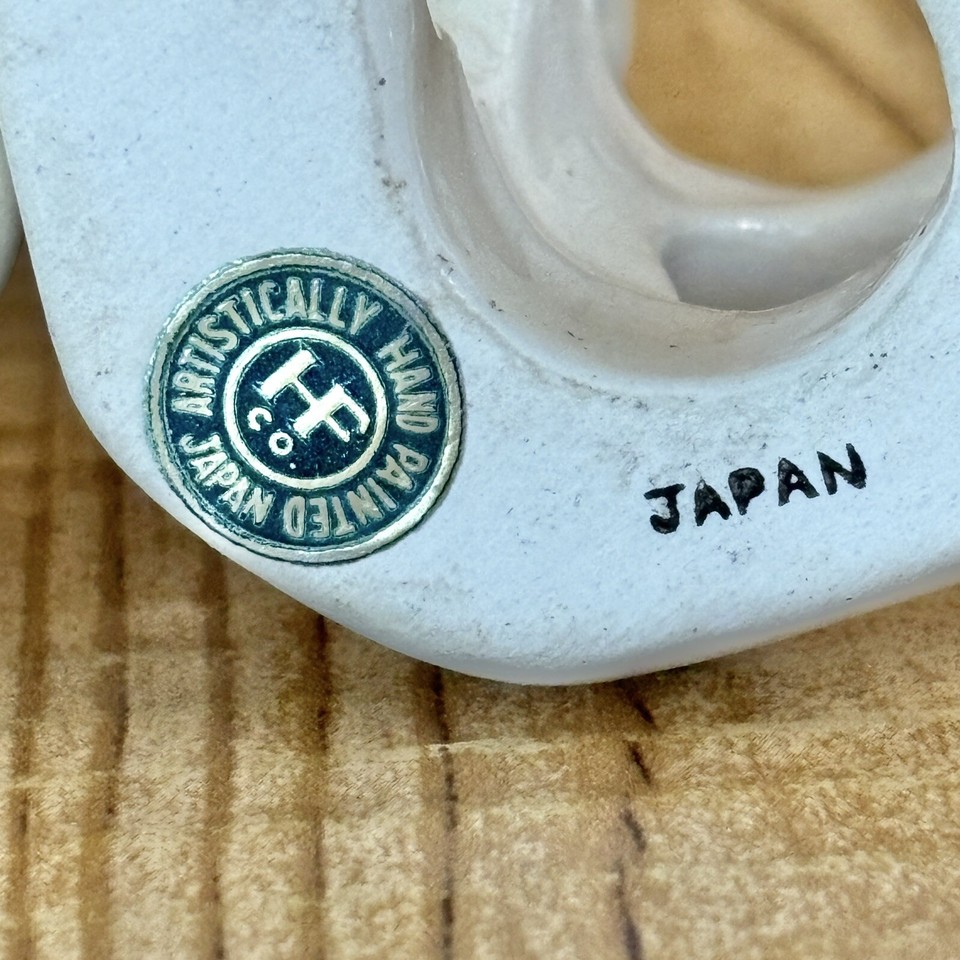 ARTISTICALLY HAND PAINTED JAPAN
HF
CO.
JAPAN